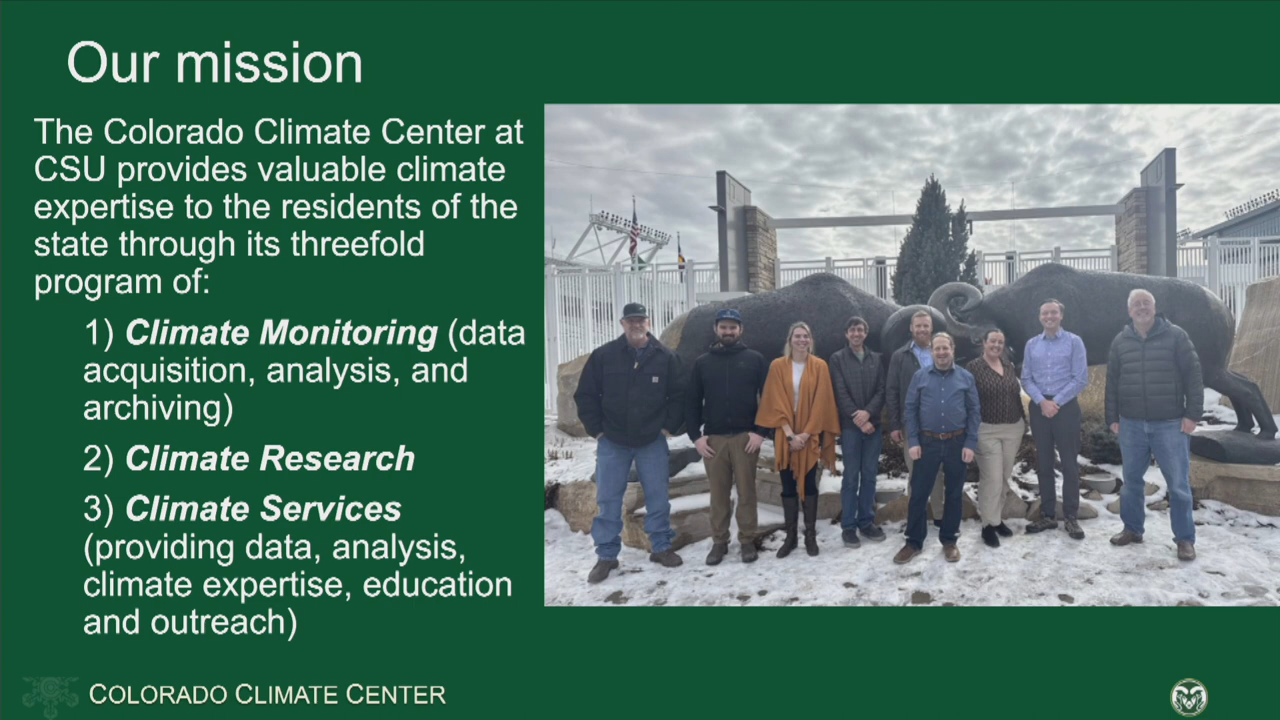 Our mission
The Colorado Climate Center at
CSU provides valuable climate
expertise to the residents of the
state through its threefold
program of:
1) Climate Monitoring (data
acquisition, analysis, and
archiving)
2) Climate Research
3) Climate Services
(providing data, analysis,
climate expertise, education
and outreach)
COLORADO CLIMATE CENTER